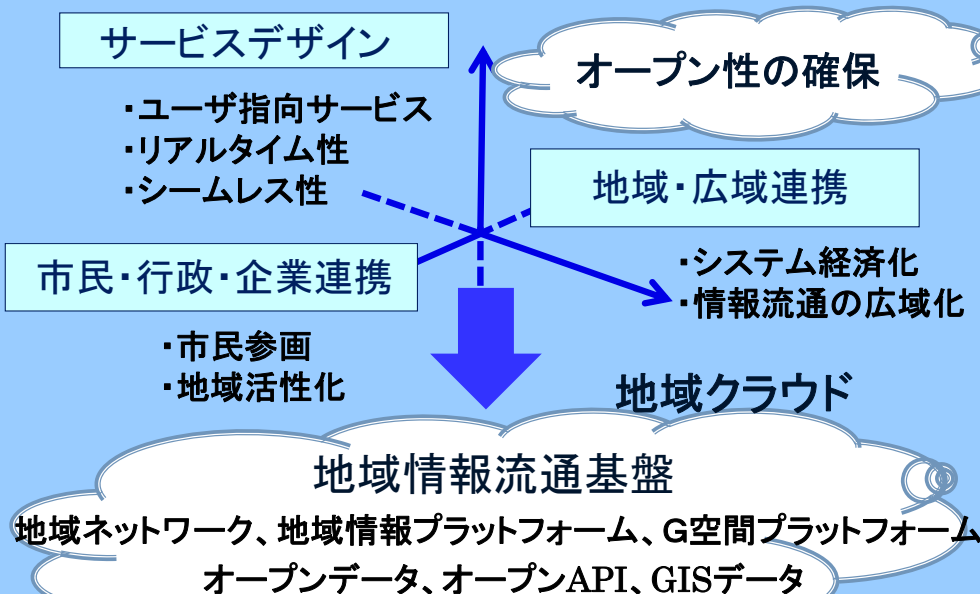 サービスデザイン
・ユーザ指向サービス
・リアルタイム性
・シームレス性
オープン性の確保
地域・広域連携
・システム経済化
・情報流通の広域化
市民・行政・企業連携
・市民参画
・地域活性化
地域クラウド
地域情報流通基盤
地域ネットワーク、地域情報プラットフォーム、G空間プラットフォーム
オープンデータ、オープンAPI、GISデータ